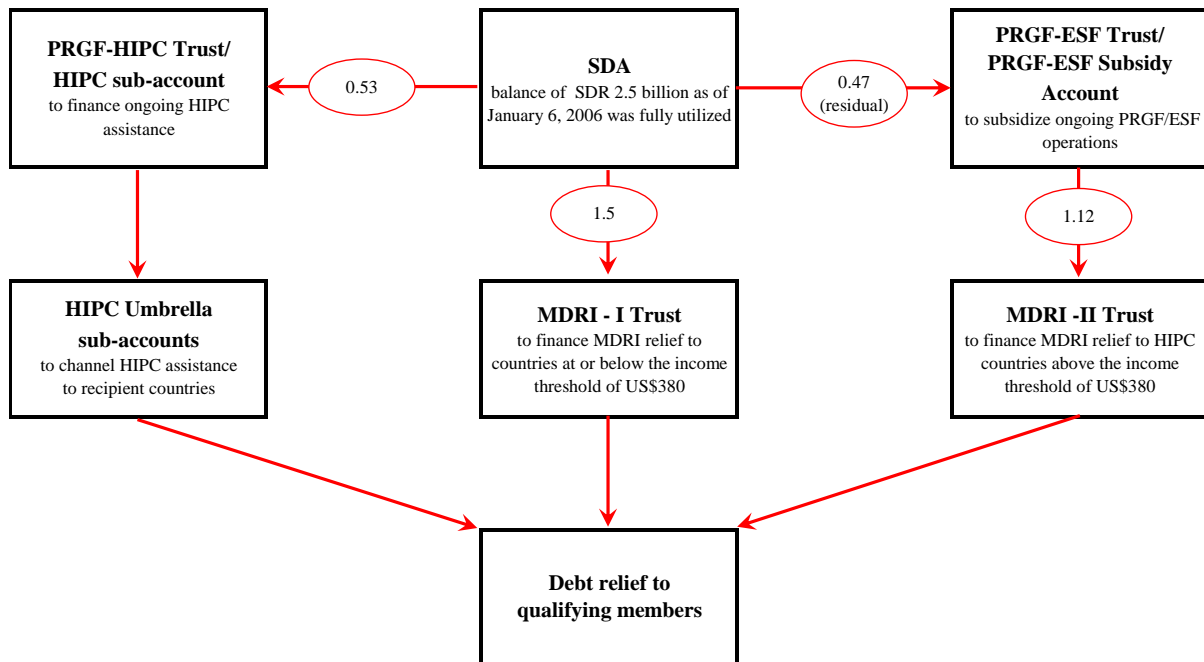 PRGF-HIPC Trust/
HIPC sub-account
to finance ongoing HIPC
assistance
0.53
SDA
balance of SDR 2.5 billion as of
January 6, 2006 was fully utilized
0.47
(residual)
PRGF-ESF Trust/
PRGF-ESF Subsidy
Account
to subsidize ongoing PRGF/ESF
operations
1.5
1.12
HIPC Umbrella
sub-accounts
to channel HIPC assistance
to recipient countries
MDRI - I Trust
to finance MDRI relief to
countries at or below the income
threshold of US$380
MDRI -II Trust
to finance MDRI relief to HIPC
countries above the income
threshold of US$380
Debt relief to
qualifying members